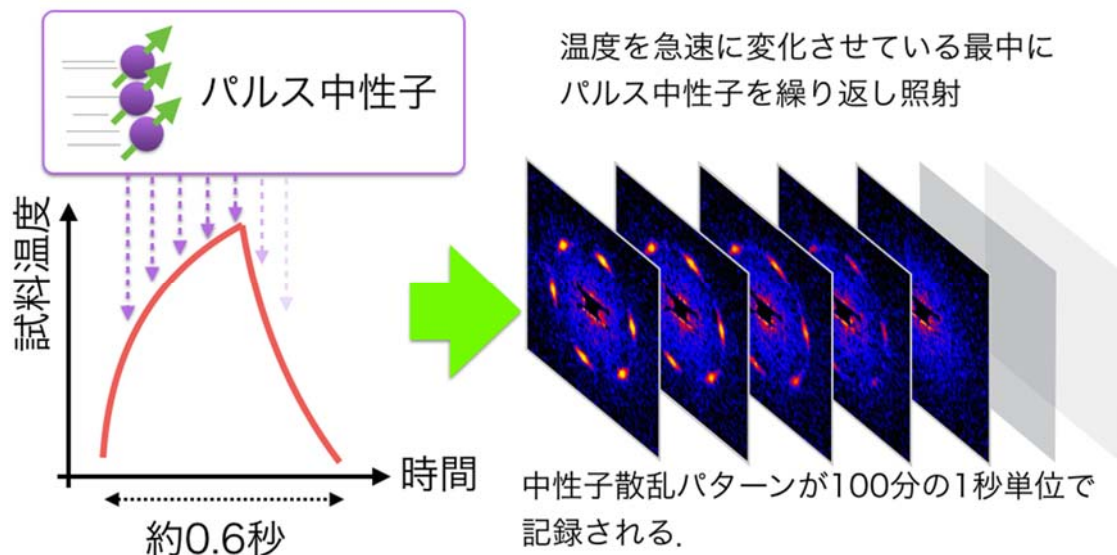 パルス中性子
温度を急速に変化させている最中に
パルス中性子を繰り返し照射
試料温度
時間
約0.6秒
中性子散乱パターンが100分の1秒単位で
記録される.